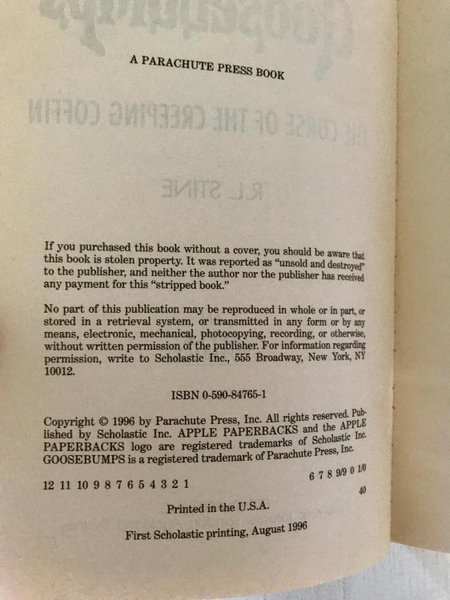 Goosebumps
A PARACHUTE PRESS BOOK
THE CURSE OF THE CREEPING COFFIN
R.L. STINE
If you purchased this book without a cover, you should be aware that
this book is stolen property. It was reported as “unsold and destroyed”
to the publisher, and neither the author nor the publisher has received
any payment for this “stripped book.”
No part of this publication may be reproduced in whole or in part, or
stored in a retrieval system, or transmitted in any form or by any
means, electronic, mechanical, photocopying, recording, or otherwise,
without written permission of the publisher. For information regarding
permission, write to Scholastic Inc., 555 Broadway, New York, NY
10012.
ISBN 0-590-84765-1
Copyright © 1996 by Parachute Press, Inc. All rights reserved. Pub-
lished by Scholastic Inc. APPLE PAPERBACKS and the APPLE
PAPERBACKS logo are registered trademarks of Scholastic Inc.
GOOSEBUMPS is a registered trademark of Parachute Press, Inc.
12 11 10 9 8 7 6 5 4 3 2 1 6 7 8 9/9 0 1/0
40
Printed in the U.S.A.
First Scholastic printing, August 1996